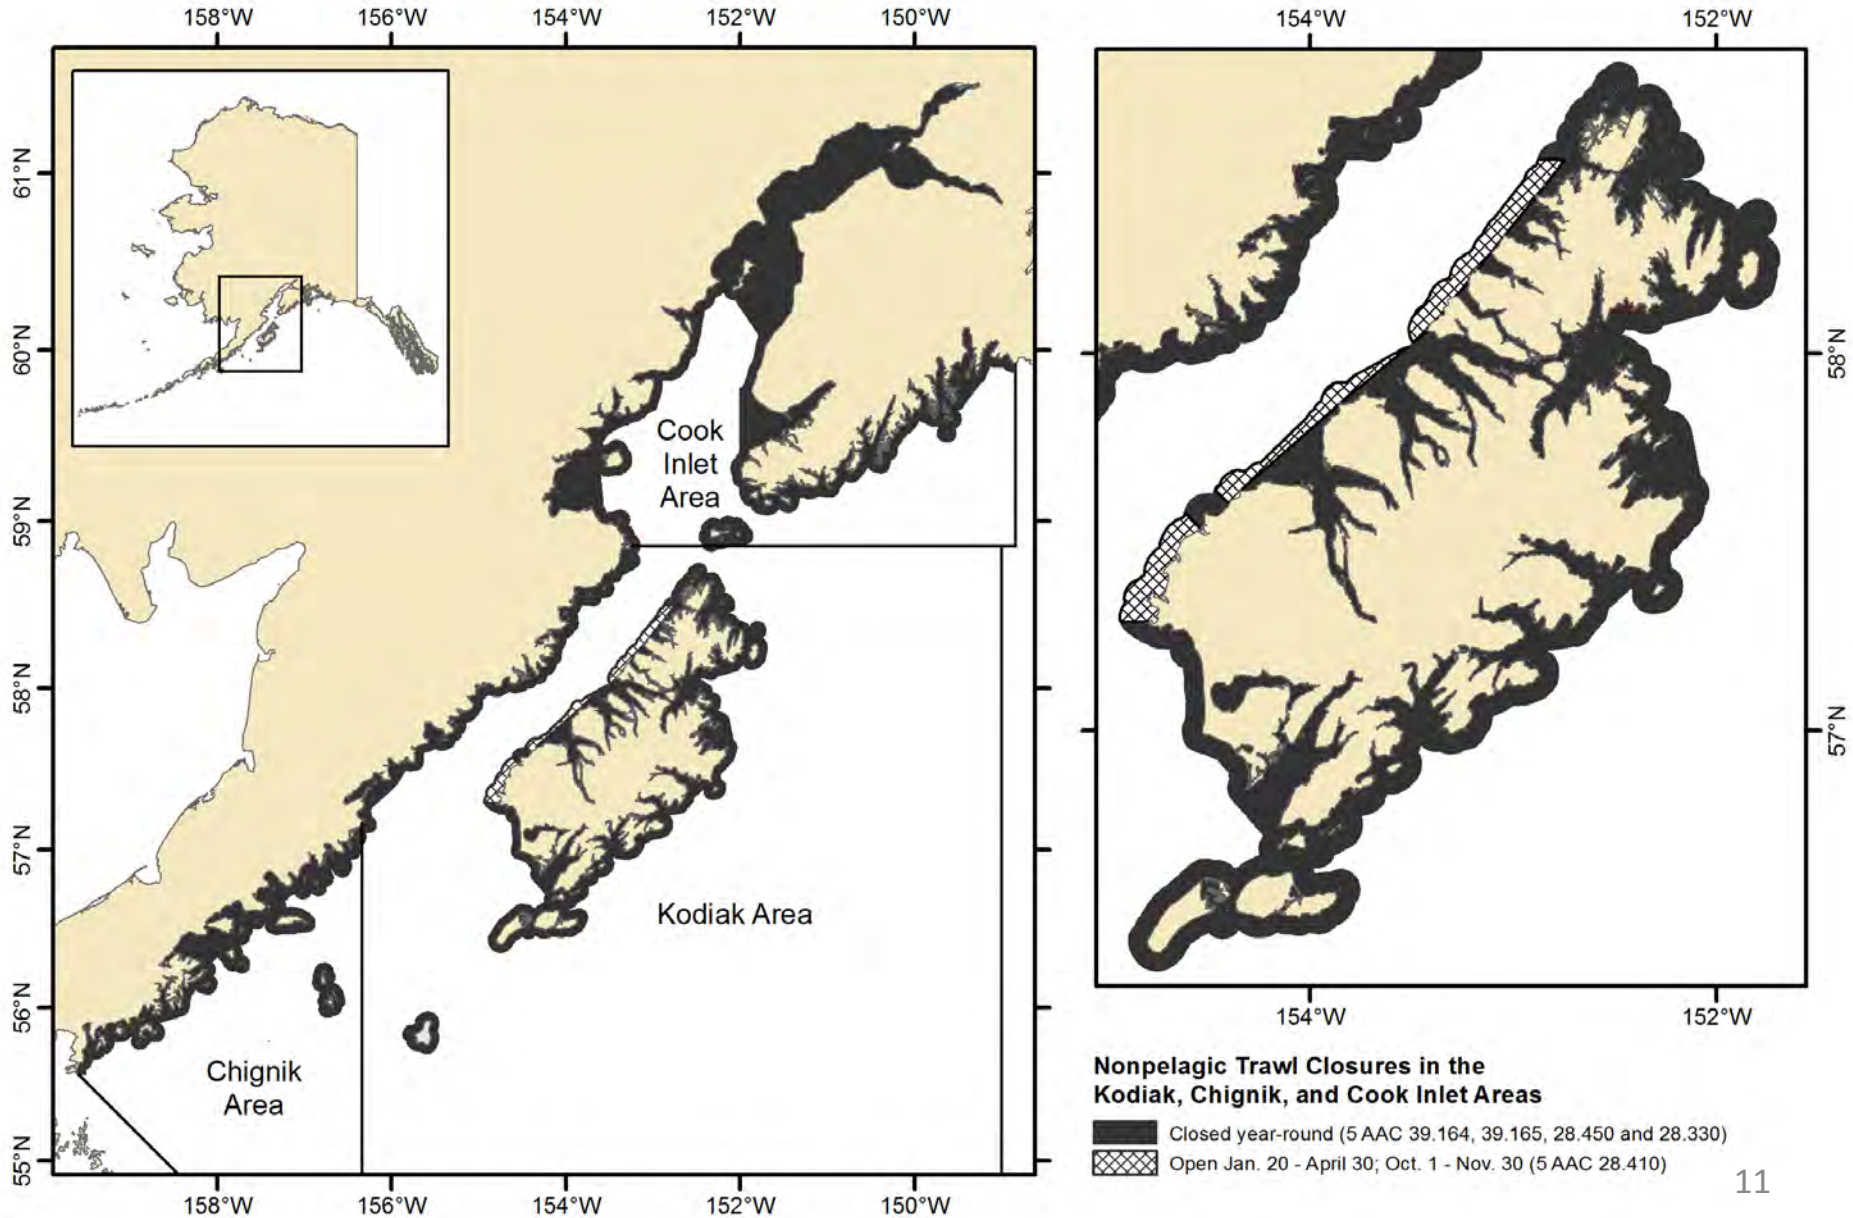 158°W 156°W 154°W 152°W 150°W
154°W 152°W
61°N
60°N
59°N
58°N
57°N
56°N
55°N
Cook
Inlet
Area
Kodiak Area
Chignik
Area
158°W 156°W 154°W 152°W 150°W
58°N
57°N
154°W 152°W
Nonpelagic Trawl Closures in the
Kodiak, Chignik, and Cook Inlet Areas
Closed year-round (5 AAC 39.164, 39.165, 28.450 and 28.330)
Open Jan. 20 - April 30; Oct. 1 - Nov. 30 (5 AAC 28.410)
11